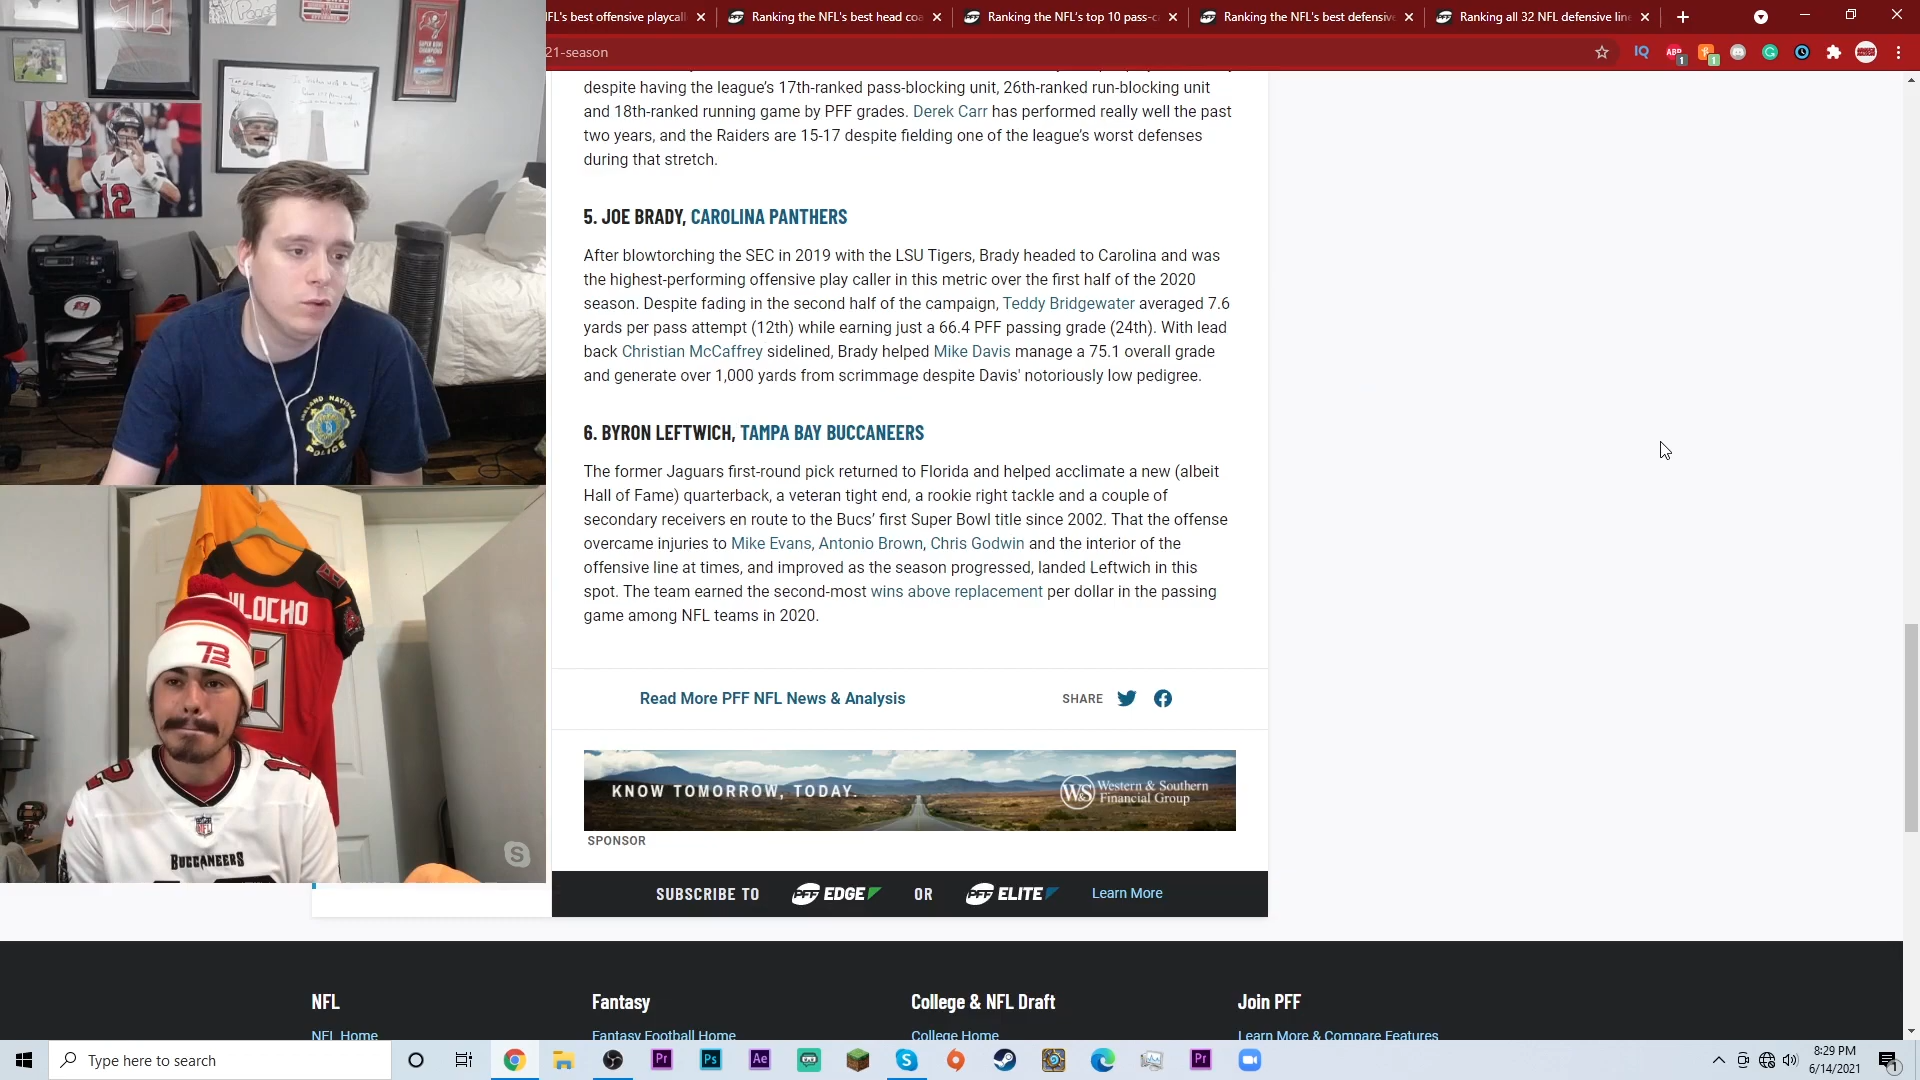 NFL's best offensive playcall
Ranking the NFL's best head coa
Ranking the NFL's top 10 pass-c
Ranking the NFL's best defensive
Ranking all 32 NFL defensive line
21-season
despite having the league's 17th-ranked pass-blocking unit, 26th-ranked run-blocking unit
and 18th-ranked running game by PFF grades. Derek Carr has performed really well the past
two years, and the Raiders are 15-17 despite fielding one of the league's worst defenses
during that stretch.
5. JOE BRADY, CAROLINA PANTHERS
After blowtorching the SEC in 2019 with the LSU Tigers, Brady headed to Carolina and was
the highest-performing offensive play caller in this metric over the first half of the 2020
season. Despite fading in the second half of the campaign, Teddy Bridgewater averaged 7.6
yards per pass attempt (12th) while earning just a 66.4 PFF passing grade (24th). With lead
back Christian McCaffrey sidelined, Brady helped Mike Davis manage a 75.1 overall grade
and generate over 1,000 yards from scrimmage despite Davis' notoriously low pedigree.
6. BYRON LEFTWICH, TAMPA BAY BUCCANEERS
The former Jaguars first-round pick returned to Florida and helped acclimate a new (albeit
Hall of Fame) quarterback, a veteran tight end, a rookie right tackle and a couple of
secondary receivers en route to the Bucs' first Super Bowl title since 2002. That the offense
overcame injuries to Mike Evans, Antonio Brown, Chris Godwin and the interior of the
offensive line at times, and improved as the season progressed, landed Leftwich in this
spot. The team earned the second-most wins above replacement per dollar in the passing
game among NFL teams in 2020.
Read More PFF NFL News & Analysis
SHARE
KNOW TOMORROW, TODAY.
W&S Western & Southern
Financial Group
SPONSOR
SUBSCRIBE TO PFF EDGE OR PFF ELITE Learn More
NFL
Fantasy
College & NFL Draft
Join PFF
NFL Home
Fantasy Football Home
College Home
Learn More & Compare Features
Type here to search
8:29 PM
6/14/2021
SUPER BOWL
CHAMPIONS
12
IRELAND NATIONAL
POLICE
TB
NFL
BUCCANEERS
12